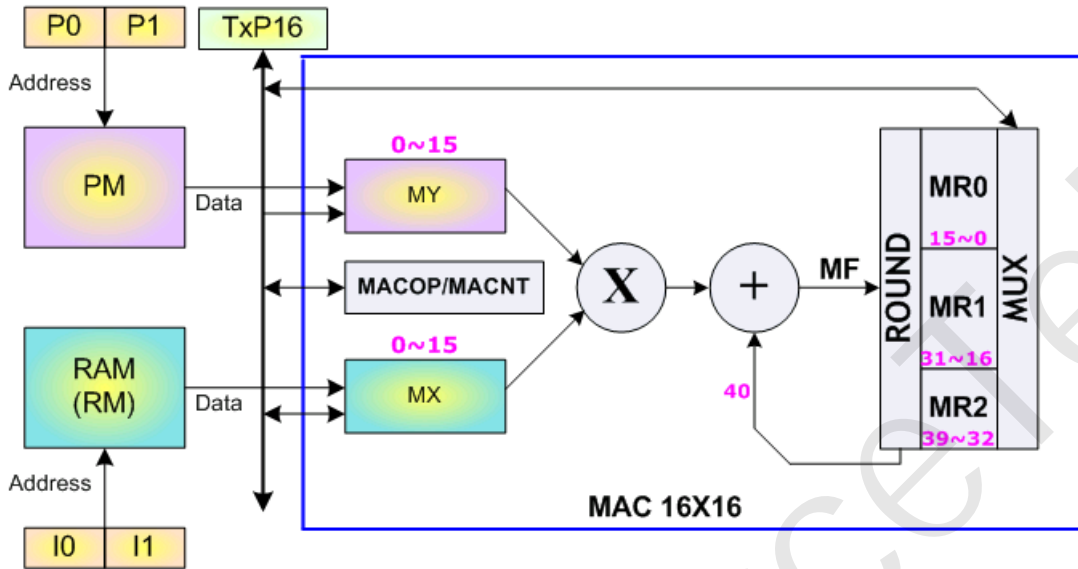 P0 P1 TxP16
Address
0~15
PM
Data
MY
MR0
15~0
MACOP/MACNT
X
+
MF
ROUND
MUX
MR1
31~16
0~15
RAM
(RM)
Data
MX
40
MR2
39~32
Address
MAC 16X16
I0 I1